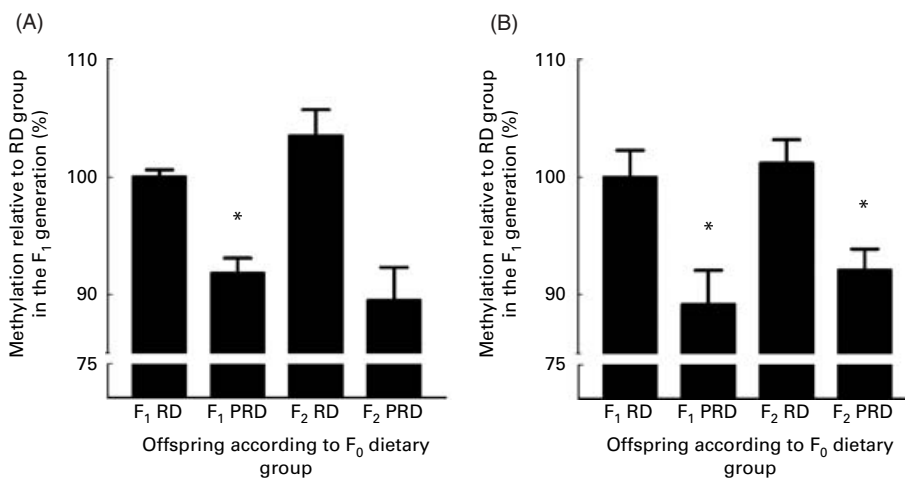 (A)
Methylation relative to RD group
in the F₁ generation (%)
110
100
90
75
*
F₁ RD F₁ PRD F₂ RD F₂ PRD
Offspring according to F₀ dietary
group
(B)
Methylation relative to RD group
in the F₁ generation (%)
110
100
90
75
*
*
F₁ RD F₁ PRD F₂ RD F₂ PRD
Offspring according to F₀ dietary
group